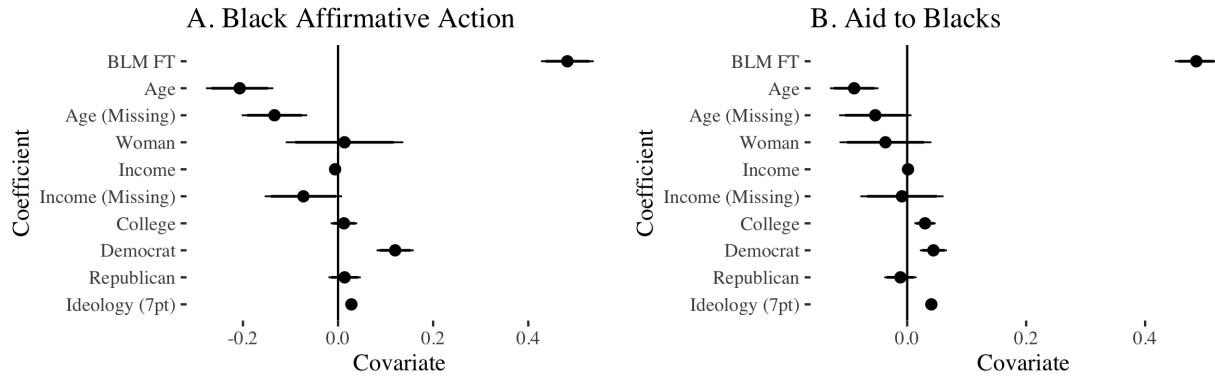 A. Black Affirmative Action
Coefficient
BLM FT
Age
Age (Missing)
Woman
Income
Income (Missing)
College
Democrat
Republican
Ideology (7pt)
-0.2 0.0 0.2 0.4
Covariate
B. Aid to Blacks
Coefficient
BLM FT
Age
Age (Missing)
Woman
Income
Income (Missing)
College
Democrat
Republican
Ideology (7pt)
0.0 0.2 0.4
Covariate